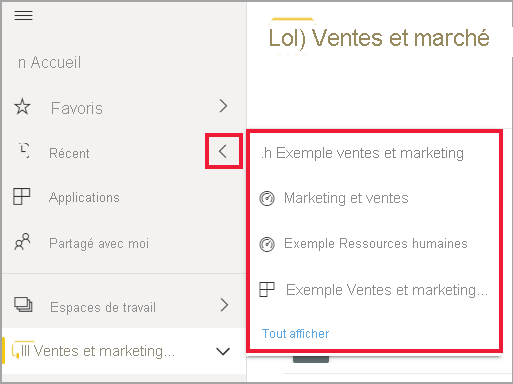 Lol) Ventes et marché
n Accueil
Favoris
Récent
Applications
Partagé avec moi
Espaces de travail
III Ventes et marketing...
.h Exemple ventes et marketing
Marketing et ventes
Exemple Ressources humaines
Exemple Ventes et marketing...
Tout afficher